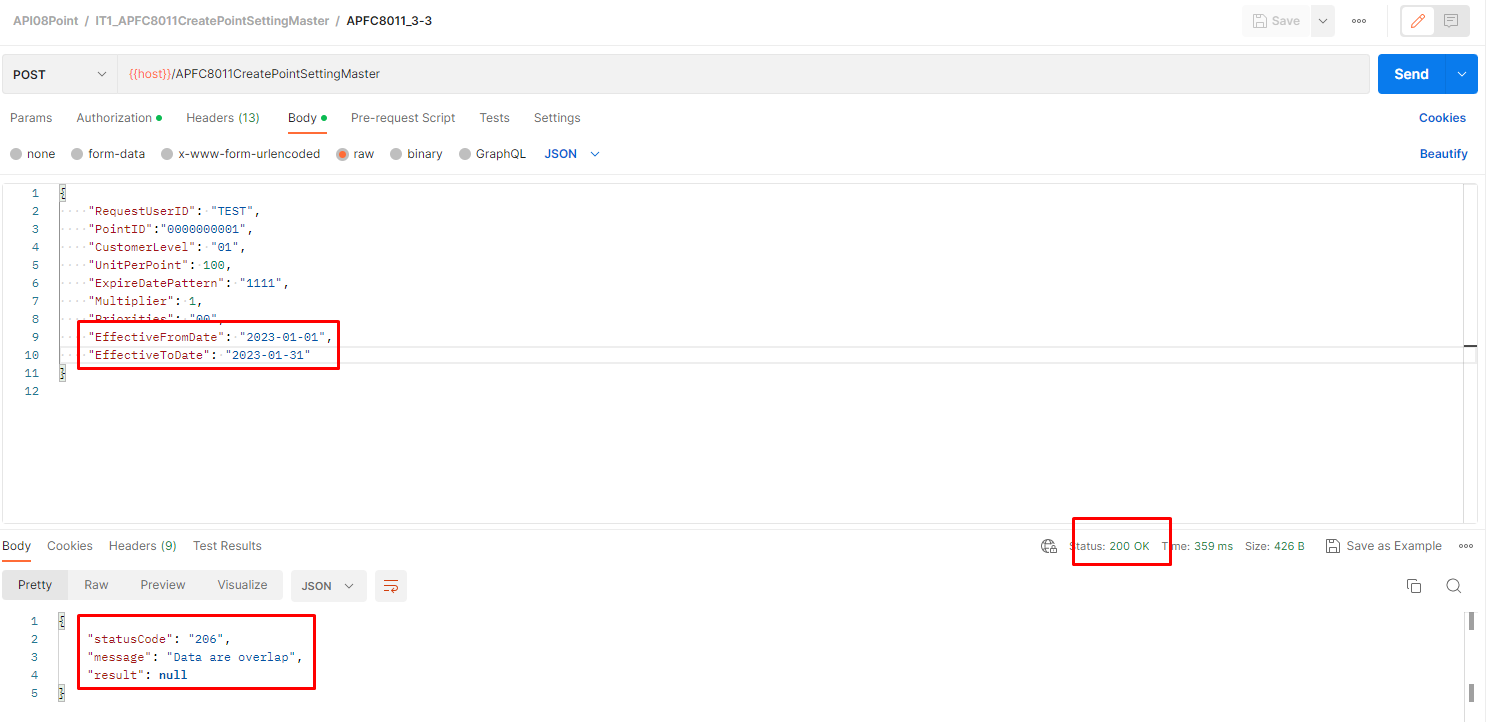 API08Point / IT1_APFC8011CreatePointSettingMaster / APFC8011_3-3 Save
POST {{host}}/APFC8011CreatePointSettingMaster Send
Params Authorization Headers (13) Body Pre-request Script Tests Settings Cookies
none form-data x-www-form-urlencoded raw binary GraphQL JSON Beautify
1 {
2 "RequestUserID": "TEST",
3 "PointID":"0000000001",
4 "CustomerLevel": "01",
5 "UnitPerPoint": 100,
6 "ExpireDatePattern": "1111",
7 "Multiplier": 1,
8 "Priorities": "00",
9 "EffectiveFromDate": "2023-01-01",
10 "EffectiveToDate": "2023-01-31"
11 }
12
Body Cookies Headers (9) Test Results Status: 200 OK Time: 359 ms Size: 426 B Save as Example
Pretty Raw Preview Visualize JSON
1 {
2 "statusCode": "206",
3 "message": "Data are overlap",
4 "result": null
5 }